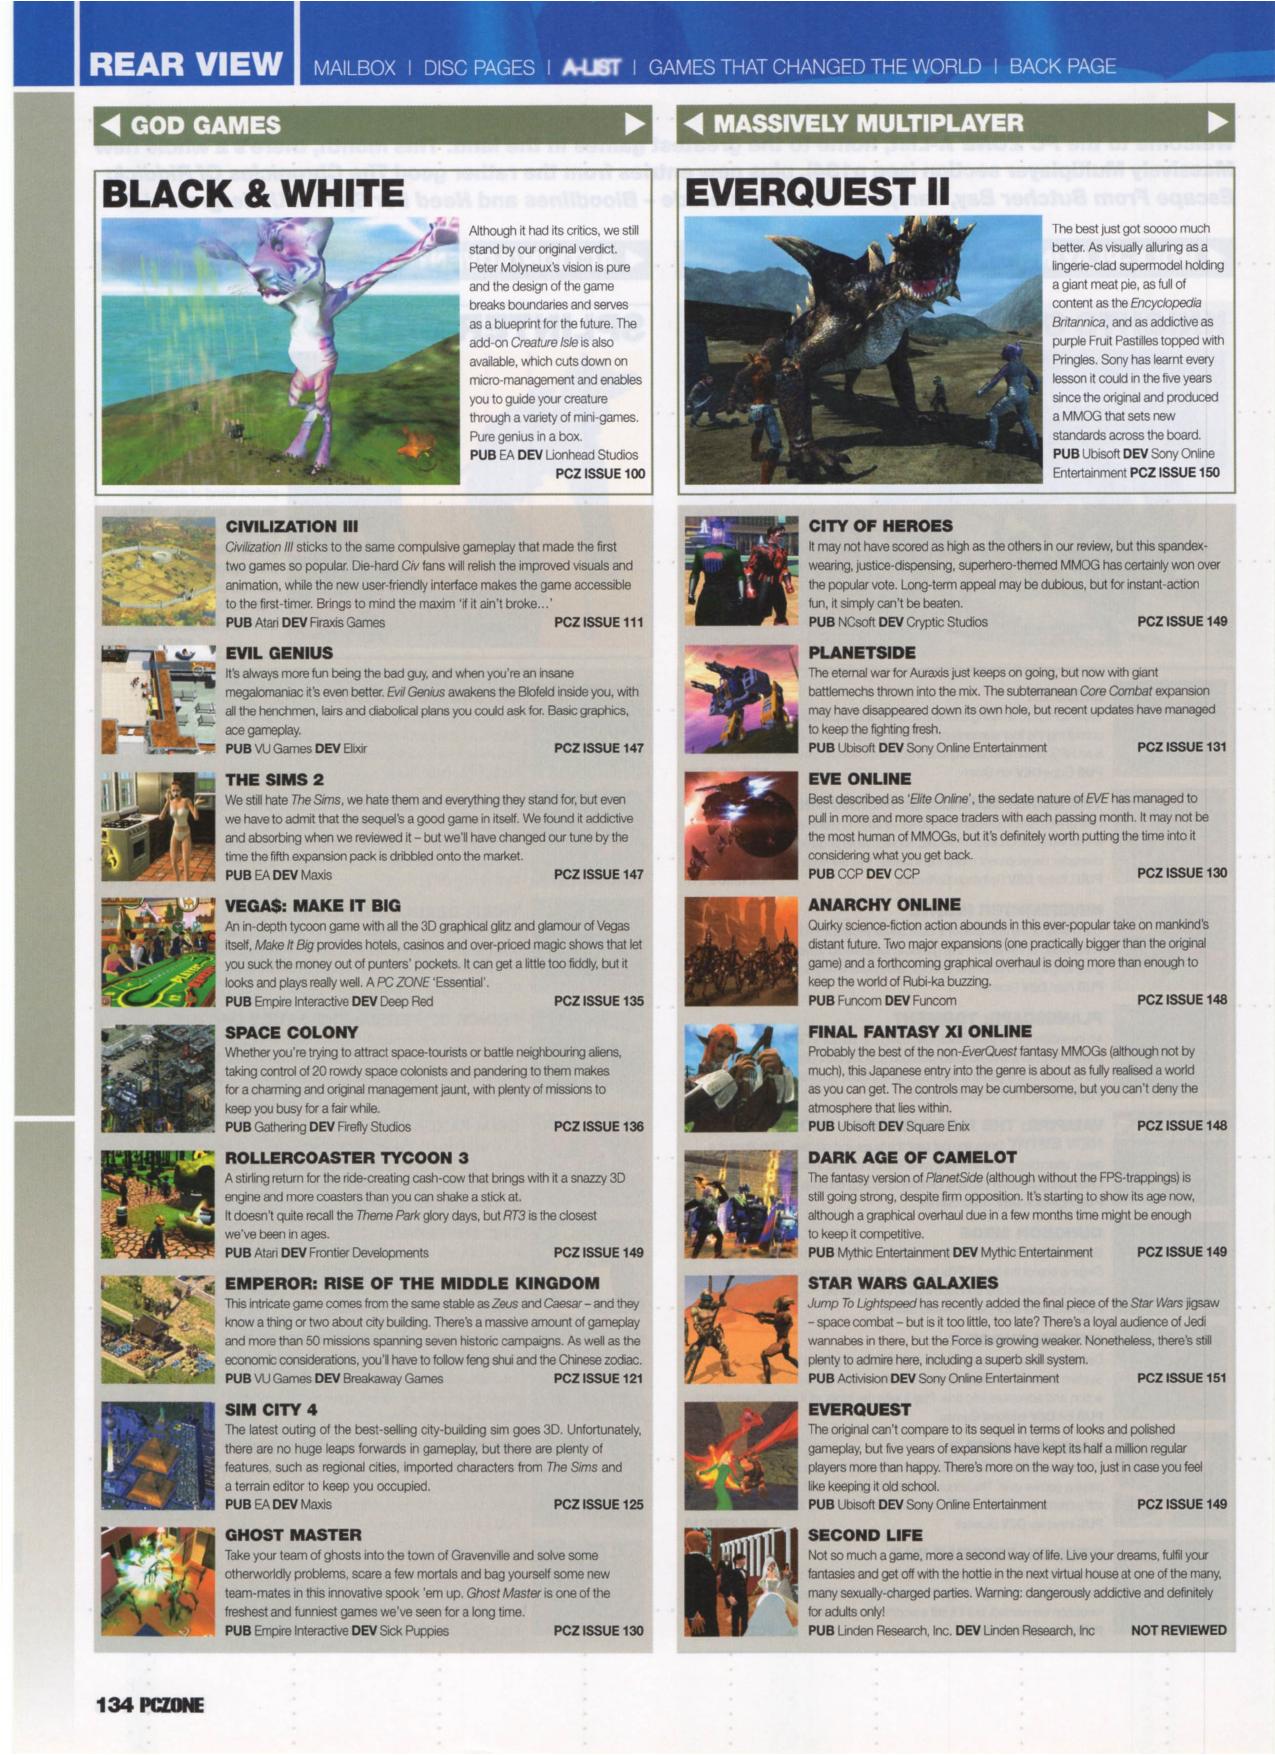 REAR VIEW
MAILBOX | DISC PAGES | A-LIST | GAMES THAT CHANGED THE WORLD | BACK PAGE
GOD GAMES
BLACK & WHITE
Although it had its critics, we still
stand by our original verdict.
Peter Molyneux's vision is pure
and the design of the game
breaks boundaries and serves
as a blueprint for the future. The
add-on Creature Isle is also
available, which cuts down on
micro-management and enables
you to guide your creature
through a variety of mini-games.
Pure genius in a box.
PUB EA DEV Lionhead Studios
PCZ ISSUE 100
CIVILIZATION III
Civilization III sticks to the same compulsive gameplay that made the first
two games so popular. Die-hard Civ fans will relish the improved visuals and
animation, while the new user-friendly interface makes the game accessible
to the first-timer. Brings to mind the maxim 'if it ain't broke...'
PUB Atari DEV Firaxis Games PCZ ISSUE 111
EVIL GENIUS
It's always more fun being the bad guy, and when you're an insane
megalomaniac it's even better. Evil Genius awakens the Blofeld inside you, with
all the henchmen, lairs and diabolical plans you could ask for. Basic graphics,
ace gameplay.
PUB VU Games DEV Elixir PCZ ISSUE 147
THE SIMS 2
We still hate The Sims, we hate them and everything they stand for, but even
we have to admit that the sequel's a good game in itself. We found it addictive
and absorbing when we reviewed it – but we'll have changed our tune by the
time the fifth expansion pack is dribbled onto the market.
PUB EA DEV Maxis PCZ ISSUE 147
VEGA$: MAKE IT BIG
An in-depth tycoon game with all the 3D graphical glitz and glamour of Vegas
itself, Make It Big provides hotels, casinos and over-priced magic shows that let
you suck the money out of punters' pockets. It can get a little too fiddly, but it
looks and plays really well. A PC ZONE 'Essential'.
PUB Empire Interactive DEV Deep Red PCZ ISSUE 135
SPACE COLONY
Whether you're trying to attract space-tourists or battle neighbouring aliens,
taking control of 20 rowdy space colonists and pandering to them makes
for a charming and original management jaunt, with plenty of missions to
keep you busy for a fair while.
PUB Gathering DEV Firefly Studios PCZ ISSUE 136
ROLLERCOASTER TYCOON 3
A stirling return for the ride-creating cash-cow that brings with it a snazzy 3D
engine and more coasters than you can shake a stick at.
It doesn't quite recall the Theme Park glory days, but RT3 is the closest
we've been in ages.
PUB Atari DEV Frontier Developments PCZ ISSUE 149
EMPEROR: RISE OF THE MIDDLE KINGDOM
This intricate game comes from the same stable as Zeus and Caesar – and they
know a thing or two about city building. There's a massive amount of gameplay
and more than 50 missions spanning seven historic campaigns. As well as the
economic considerations, you'll have to follow feng shui and the Chinese zodiac.
PUB VU Games DEV Breakaway Games PCZ ISSUE 121
SIM CITY 4
The latest outing of the best-selling city-building sim goes 3D. Unfortunately,
there are no huge leaps forwards in gameplay, but there are plenty of
features, such as regional cities, imported characters from The Sims and
a terrain editor to keep you occupied.
PUB EA DEV Maxis PCZ ISSUE 125
GHOST MASTER
Take your team of ghosts into the town of Gravenville and solve some
otherworldly problems, scare a few mortals and bag yourself some new
team-mates in this innovative spook 'em up. Ghost Master is one of the
freshest and funniest games we've seen for a long time.
PUB Empire Interactive DEV Sick Puppies PCZ ISSUE 130
MASSIVELY MULTIPLAYER
EVERQUEST II
The best just got soooo much
better. As visually alluring as a
lingerie-clad supermodel holding
a giant meat pie, as full of
content as the Encyclopedia
Britannica, and as addictive as
purple Fruit Pastilles topped with
Pringles. Sony has learnt every
lesson it could in the five years
since the original and produced
a MMOG that sets new
standards across the board.
PUB Ubisoft DEV Sony Online
Entertainment PCZ ISSUE 150
CITY OF HEROES
It may not have scored as high as the others in our review, but this spandex-
wearing, justice-dispensing, superhero-themed MMOG has certainly won over
the popular vote. Long-term appeal may be dubious, but for instant-action
fun, it simply can't be beaten.
PUB NCsoft DEV Cryptic Studios PCZ ISSUE 149
PLANETSIDE
The eternal war for Auraxis just keeps on going, but now with giant
battlemechs thrown into the mix. The subterranean Core Combat expansion
may have disappeared down its own hole, but recent updates have managed
to keep the fighting fresh.
PUB Ubisoft DEV Sony Online Entertainment PCZ ISSUE 131
EVE ONLINE
Best described as 'Elite Online', the sedate nature of EVE has managed to
pull in more and more space traders with each passing month. It may not be
the most human of MMOGs, but it's definitely worth putting the time into it
considering what you get back.
PUB CCP DEV CCP PCZ ISSUE 130
ANARCHY ONLINE
Quirky science-fiction action abounds in this ever-popular take on mankind's
distant future. Two major expansions (one practically bigger than the original
game) and a forthcoming graphical overhaul is doing more than enough to
keep the world of Rubi-ka buzzing.
PUB Funcom DEV Funcom PCZ ISSUE 148
FINAL FANTASY XI ONLINE
Probably the best of the non-EverQuest fantasy MMOGs (although not by
much), this Japanese entry into the genre is about as fully realised a world
as you can get. The controls may be cumbersome, but you can't deny the
atmosphere that lies within.
PUB Ubisoft DEV Square Enix PCZ ISSUE 148
DARK AGE OF CAMELOT
The fantasy version of PlanetSide (although without the FPS-trappings) is
still going strong, despite firm opposition. It's starting to show its age now,
although a graphical overhaul due in a few months time might be enough
to keep it competitive.
PUB Mythic Entertainment DEV Mythic Entertainment PCZ ISSUE 149
STAR WARS GALAXIES
Jump To Lightspeed has recently added the final piece of the Star Wars jigsaw
– space combat – but is it too little, too late? There's a loyal audience of Jedi
wannabes in there, but the Force is growing weaker. Nonetheless, there's still
plenty to admire here, including a superb skill system.
PUB Activision DEV Sony Online Entertainment PCZ ISSUE 151
EVERQUEST
The original can't compare to its sequel in terms of looks and polished
gameplay, but five years of expansions have kept its half a million regular
players more than happy. There's more on the way too, just in case you feel
like keeping it old school.
PUB Ubisoft DEV Sony Online Entertainment PCZ ISSUE 149
SECOND LIFE
Not so much a game, more a second way of life. Live your dreams, fulfil your
fantasies and get off with the hottie in the next virtual house at one of the many,
many sexually-charged parties. Warning: dangerously addictive and definitely
for adults only!
PUB Linden Research, Inc. DEV Linden Research, Inc NOT REVIEWED
134 PCZONE